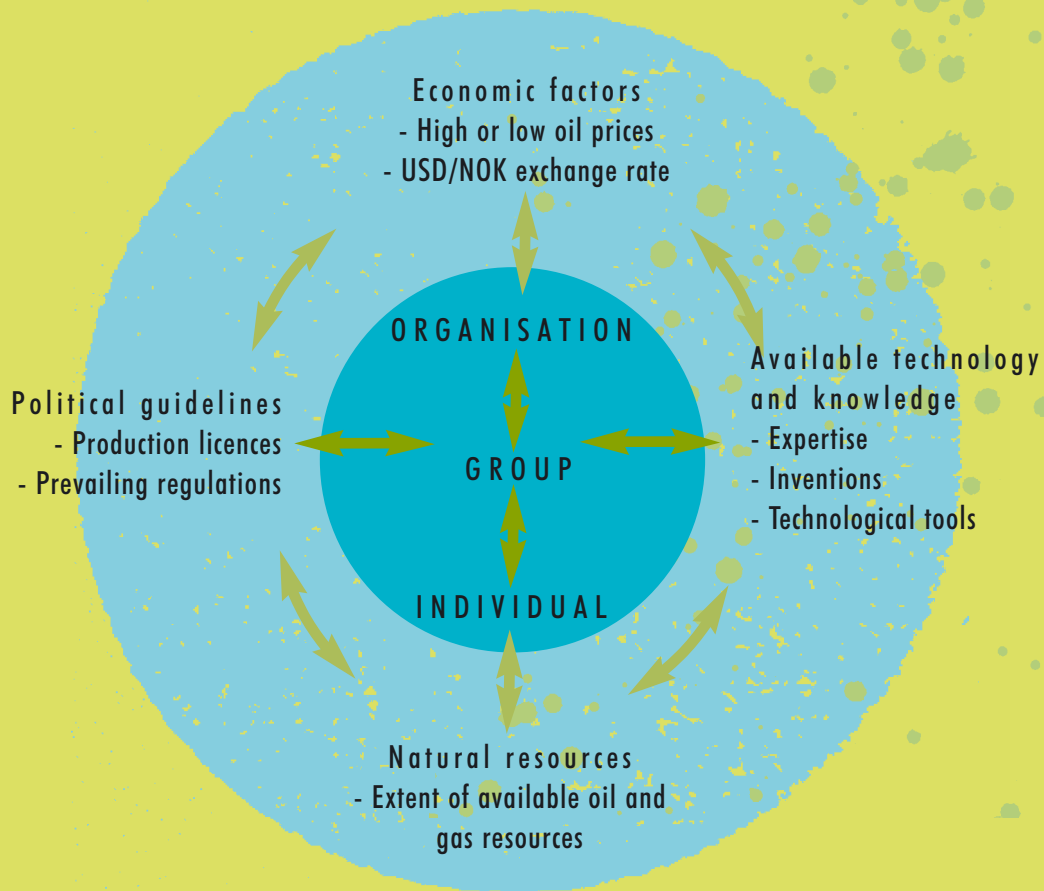 Economic factors
- High or low oil prices
- USD/NOK exchange rate
ORGANISATION
Political guidelines
- Production licences
- Prevailing regulations
GROUP
Available technology
and knowledge
- Expertise
- Inventions
- Technological tools
INDIVIDUAL
Natural resources
- Extent of available oil and
gas resources